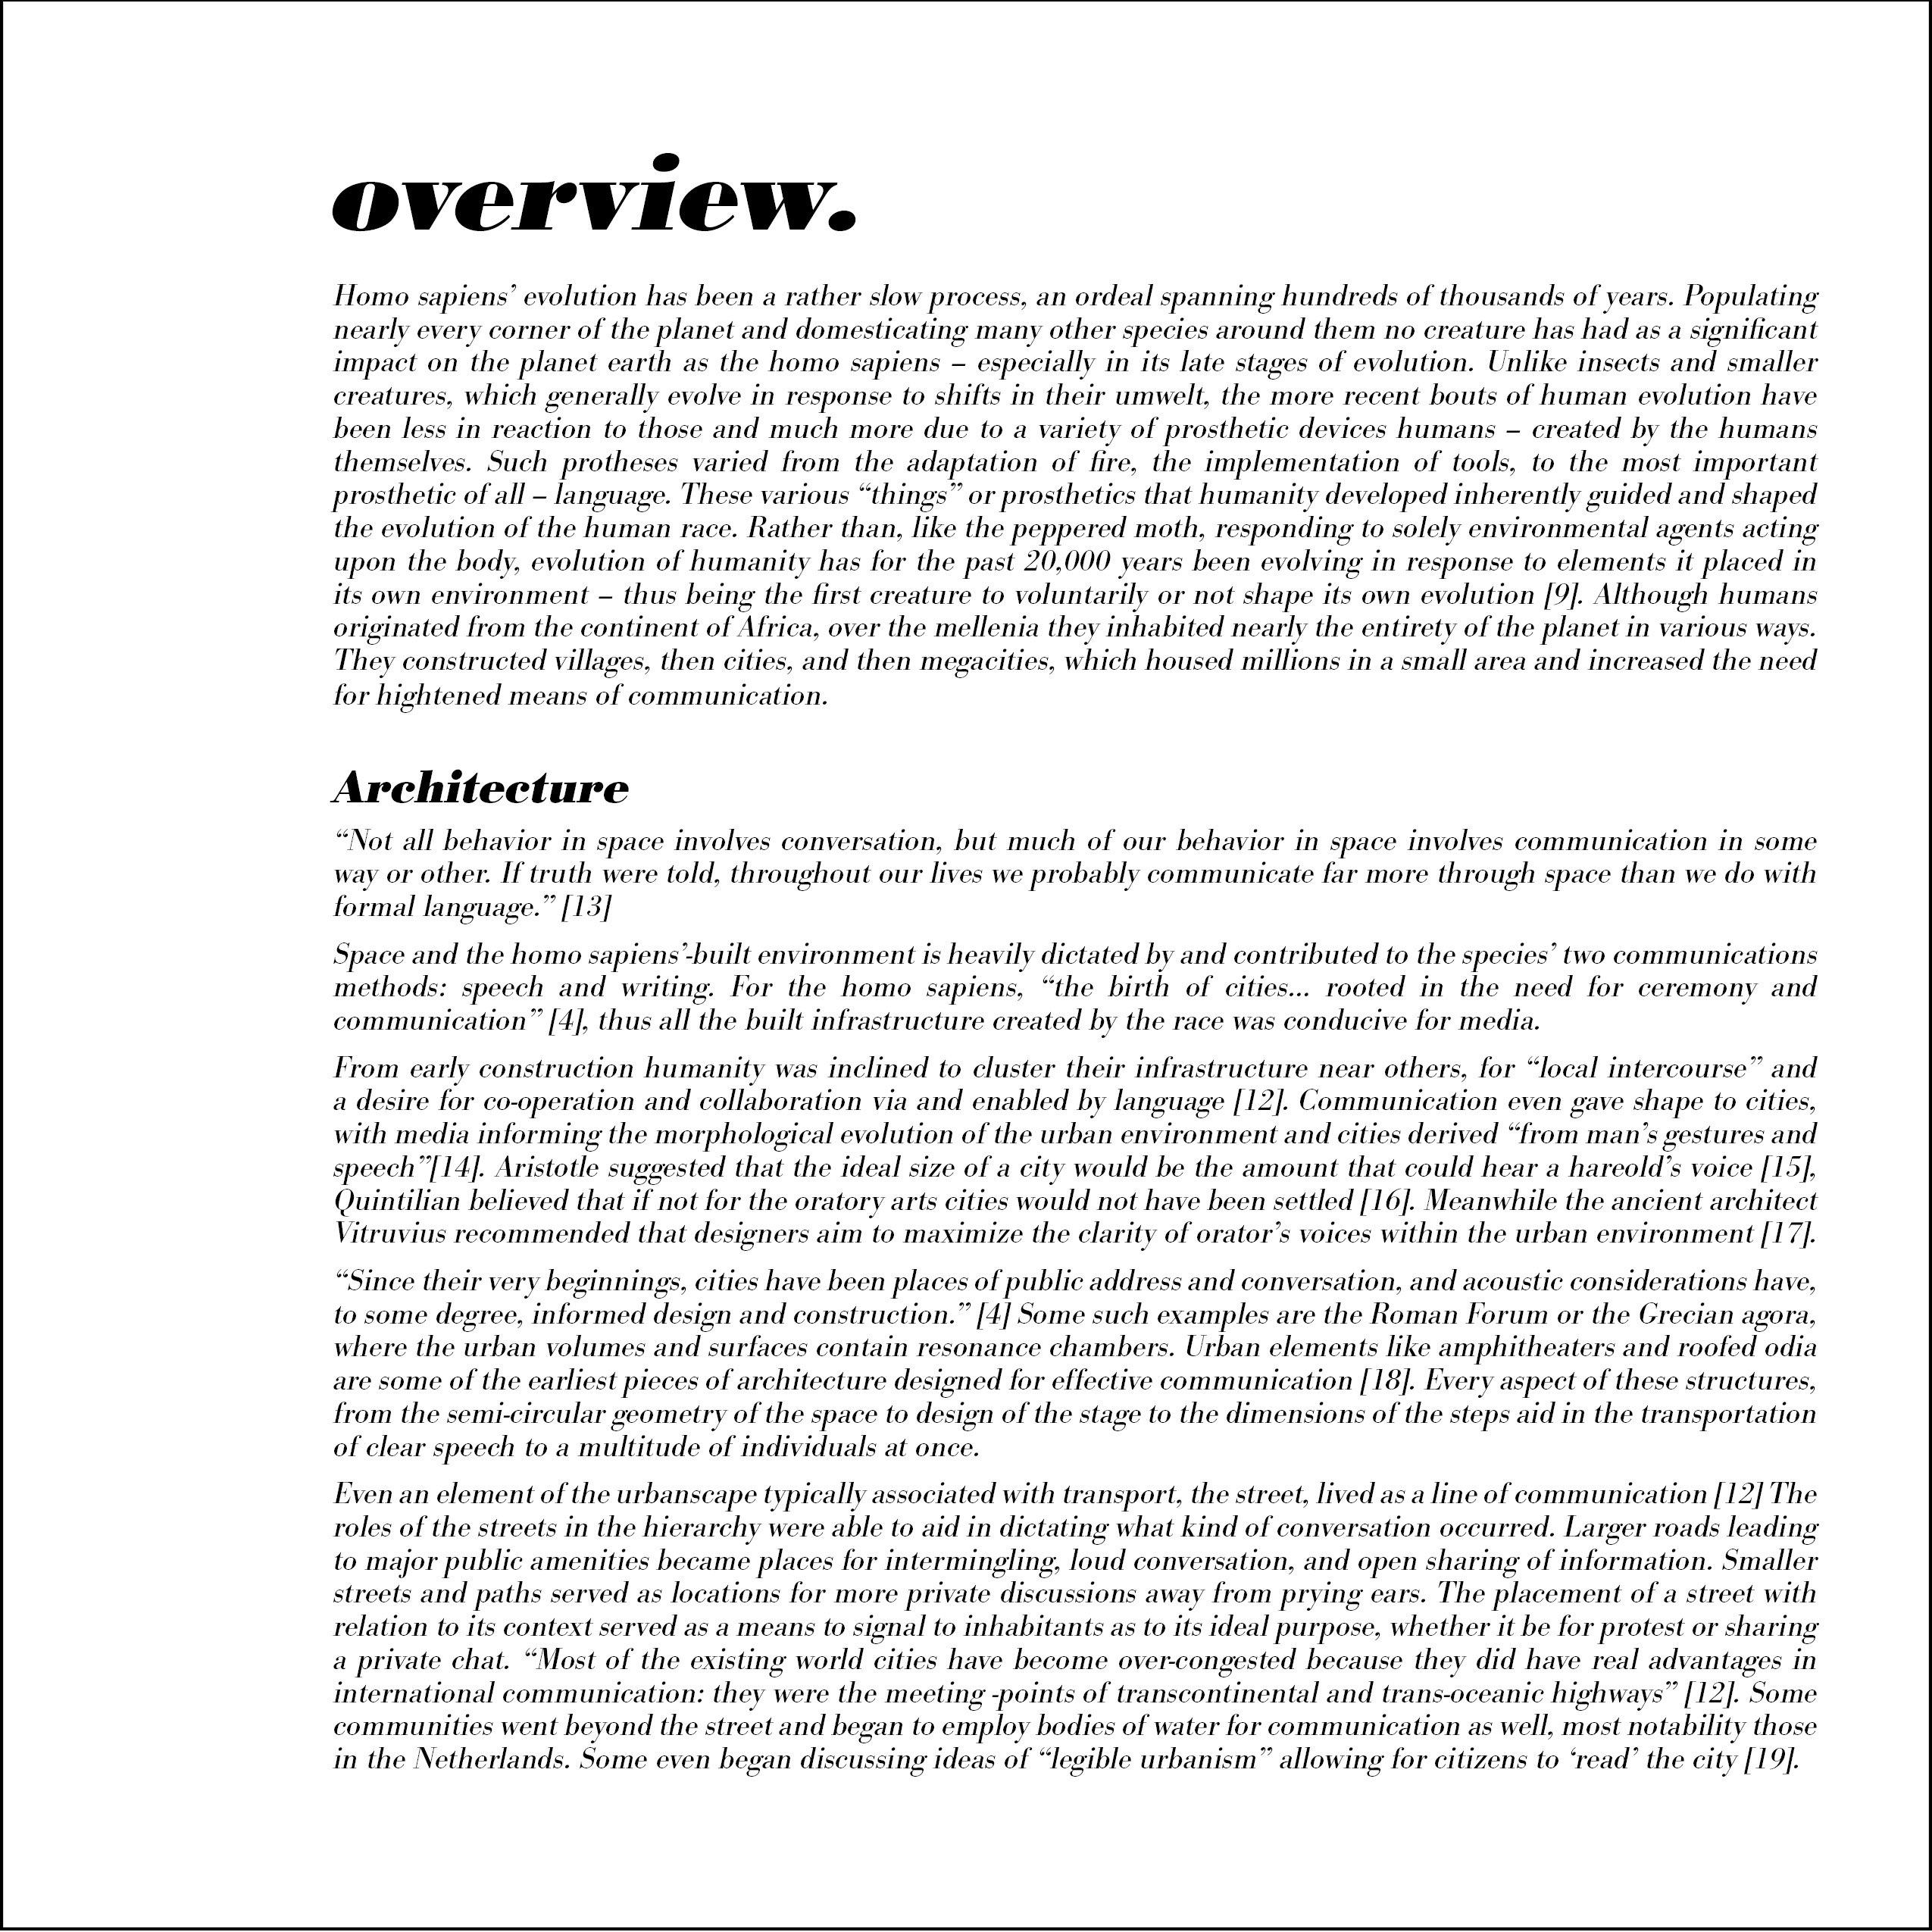 overview.
Homo sapiens’ evolution has been a rather slow process, an ordeal spanning hundreds of thousands of years. Populating
nearly every corner of the planet and domesticating many other species around them no creature has had as a significant
impact on the planet earth as the homo sapiens – especially in its late stages of evolution. Unlike insects and smaller
creatures, which generally evolve in response to shifts in their umwelt, the more recent bouts of human evolution have
been less in reaction to those and much more due to a variety of prosthetic devices humans – created by the humans
themselves. Such protheses varied from the adaptation of fire, the implementation of tools, to the most important
prosthetic of all – language. These various “things” or prosthetics that humanity developed inherently guided and shaped
the evolution of the human race. Rather than, like the peppered moth, responding to solely environmental agents acting
upon the body, evolution of humanity has for the past 20,000 years been evolving in response to elements it placed in
its own environment – thus being the first creature to voluntarily or not shape its own evolution [9]. Although humans
originated from the continent of Africa, over the mellenia they inhabited nearly the entirety of the planet in various ways.
They constructed villages, then cities, and then megacities, which housed millions in a small area and increased the need
for hightened means of communication.
Architecture
“Not all behavior in space involves conversation, but much of our behavior in space involves communication in some
way or other. If truth were told, throughout our lives we probably communicate far more through space than we do with
formal language.” [13]
Space and the homo sapiens’-built environment is heavily dictated by and contributed to the species’ two communications
methods: speech and writing. For the homo sapiens, “the birth of cities... rooted in the need for ceremony and
communication” [4], thus all the built infrastructure created by the race was conducive for media.
From early construction humanity was inclined to cluster their infrastructure near others, for “local intercourse” and
a desire for co-operation and collaboration via and enabled by language [12]. Communication even gave shape to cities,
with media informing the morphological evolution of the urban environment and cities derived “from man’s gestures and
speech”[14]. Aristotle suggested that the ideal size of a city would be the amount that could hear a hareold’s voice [15],
Quintilian believed that if not for the oratory arts cities would not have been settled [16]. Meanwhile the ancient architect
Vitruvius recommended that designers aim to maximize the clarity of orator’s voices within the urban environment [17].
“Since their very beginnings, cities have been places of public address and conversation, and acoustic considerations have,
to some degree, informed design and construction.” [4] Some such examples are the Roman Forum or the Grecian agora,
where the urban volumes and surfaces contain resonance chambers. Urban elements like amphitheaters and roofed odia
are some of the earliest pieces of architecture designed for effective communication [18]. Every aspect of these structures,
from the semi-circular geometry of the space to design of the stage to the dimensions of the steps aid in the transportation
of clear speech to a multitude of individuals at once.
Even an element of the urbanscape typically associated with transport, the street, lived as a line of communication [12] The
roles of the streets in the hierarchy were able to aid in dictating what kind of conversation occurred. Larger roads leading
to major public amenities became places for intermingling, loud conversation, and open sharing of information. Smaller
streets and paths served as locations for more private discussions away from prying ears. The placement of a street with
relation to its context served as a means to signal to inhabitants as to its ideal purpose, whether it be for protest or sharing
a private chat. “Most of the existing world cities have become over-congested because they did have real advantages in
international communication: they were the meeting -points of transcontinental and trans-oceanic highways” [12]. Some
communities went beyond the street and began to employ bodies of water for communication as well, most notability those
in the Netherlands. Some even began discussing ideas of “legible urbanism” allowing for citizens to ‘read’ the city [19].